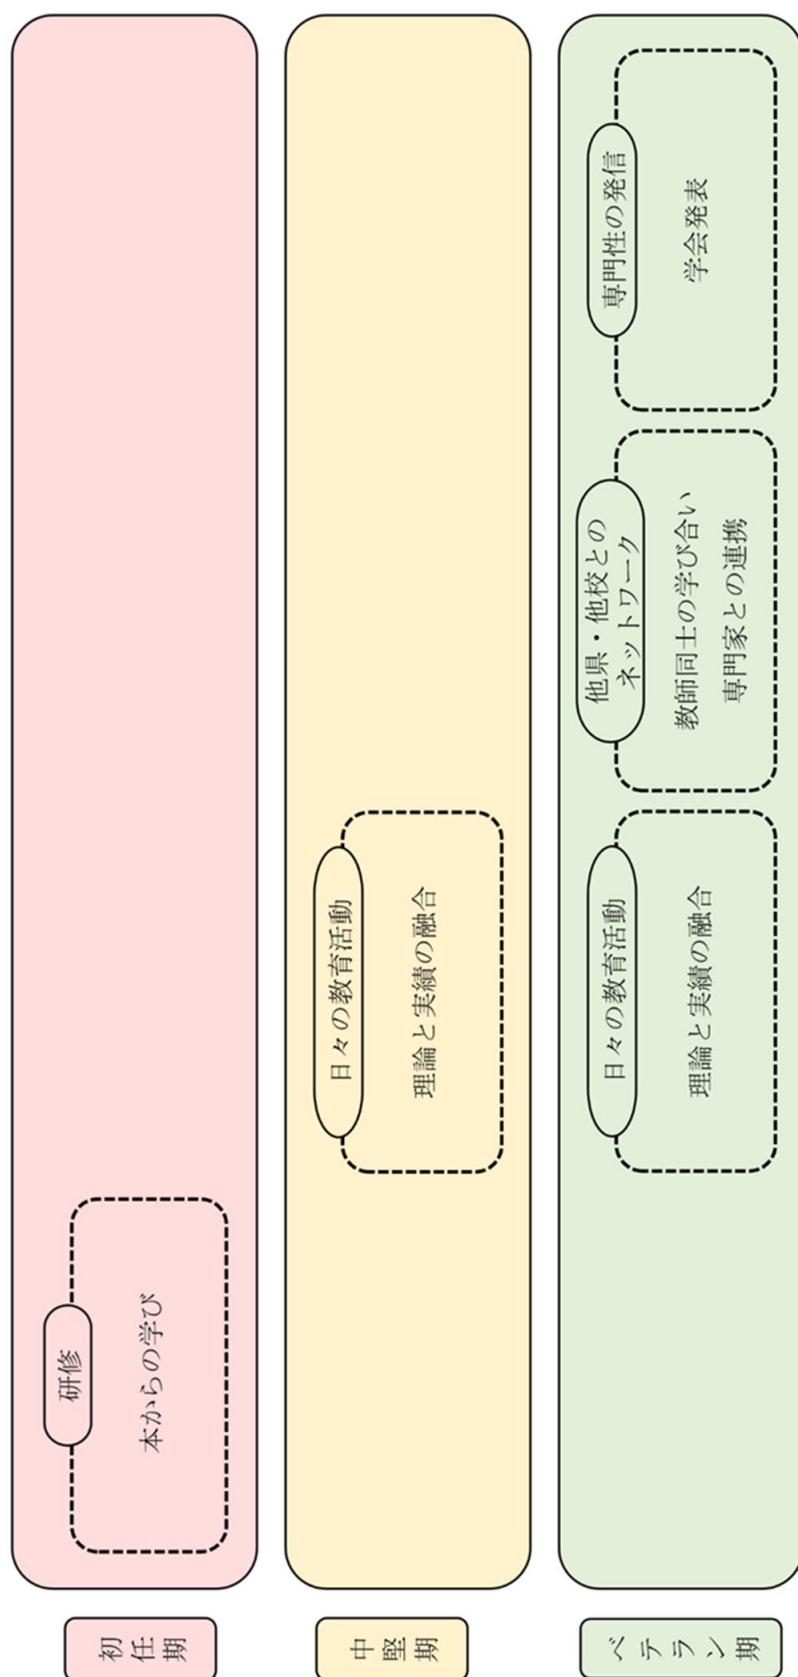 初任期
研修
本からの学び
中堅期
日々の教育活動
理論と実績の融合
ベテラン期
日々の教育活動
理論と実績の融合
他県・他校との
ネットワーク
教師同士の学び合い
専門家との連携
専門性の発信
学会発表